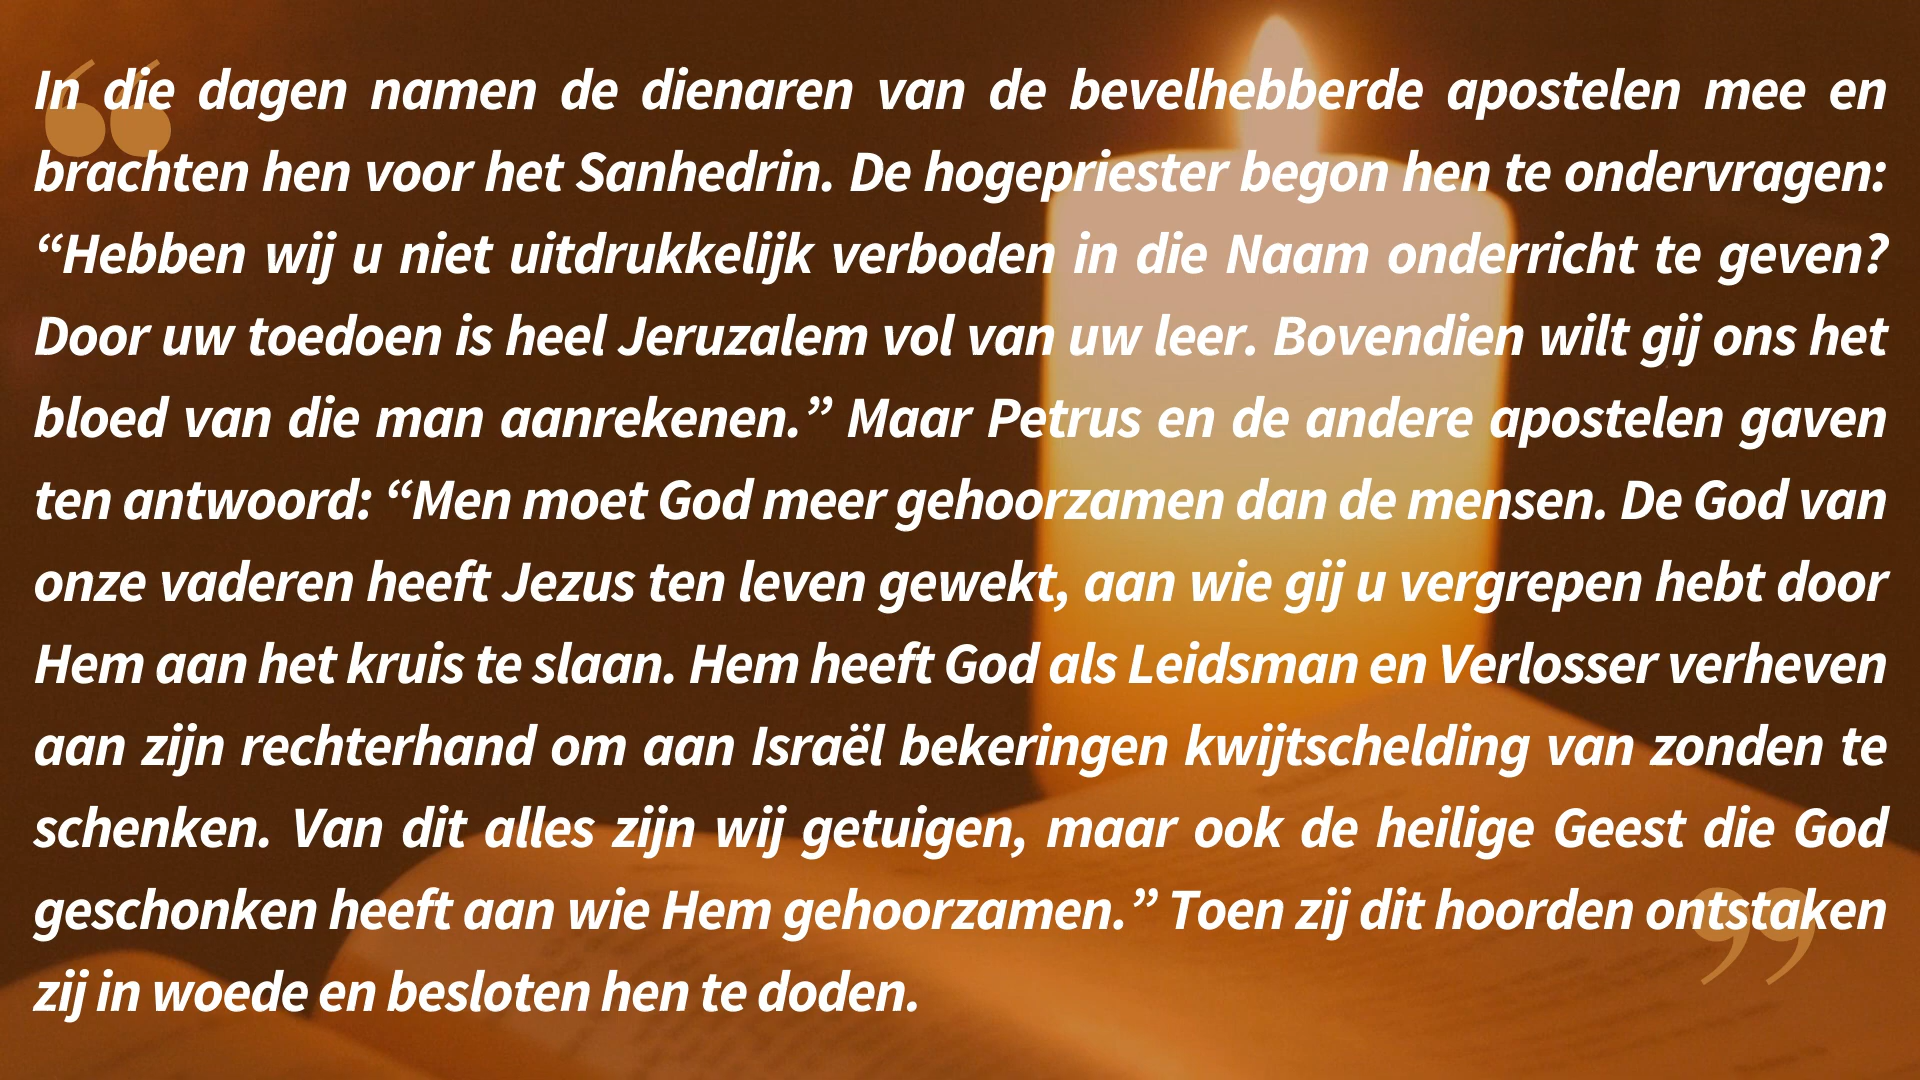 In die dagen namen de dienaren van de bevelhebberde apostelen mee en
brachten hen voor het Sanhedrin. De hogepriester begon hen te ondervragen:
“Hebben wij u niet uitdrukkelijk verboden in die Naam onderricht te geven?
Door uw toedoen is heel Jeruzalem vol van uw leer. Bovendien wilt gij ons het
bloed van die man aanrekenen.” Maar Petrus en de andere apostelen gaven
ten antwoord: “Men moet God meer gehoorzamen dan de mensen. De God van
onze vaderen heeft Jezus ten leven gewekt, aan wie gij u vergrepen hebt door
Hem aan het kruis te slaan. Hem heeft God als Leidsman en Verlosser verheven
aan zijn rechterhand om aan Israël bekeringen kwijtschelding van zonden te
schenken. Van dit alles zijn wij getuigen, maar ook de heilige Geest die God
geschonken heeft aan wie Hem gehoorzamen.” Toen zij dit hoorden ontstaken
zij in woede en besloten hen te doden.